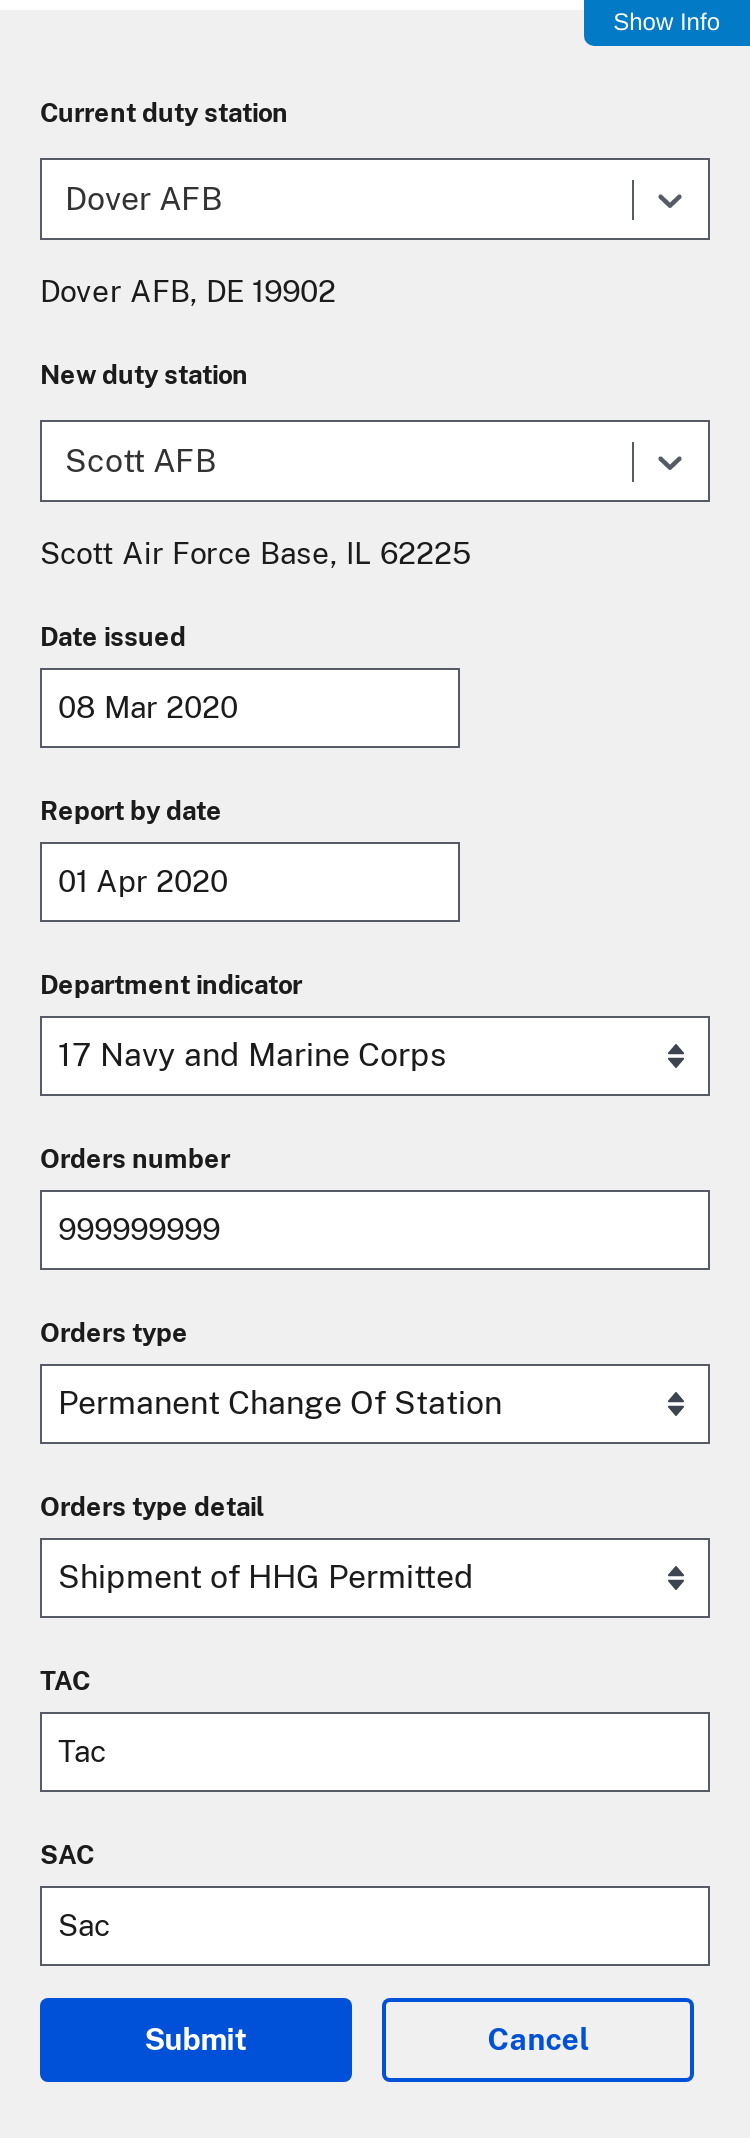 Show Info
Current duty station
Dover AFB
Dover AFB, DE 19902
New duty station
Scott AFB
Scott Air Force Base, IL 62225
Date issued
08 Mar 2020
Report by date
01 Apr 2020
Department indicator
17 Navy and Marine Corps
Orders number
999999999
Orders type
Permanent Change Of Station
Orders type detail
Shipment of HHG Permitted
TAC
Tac
SAC
Sac
Submit
Cancel